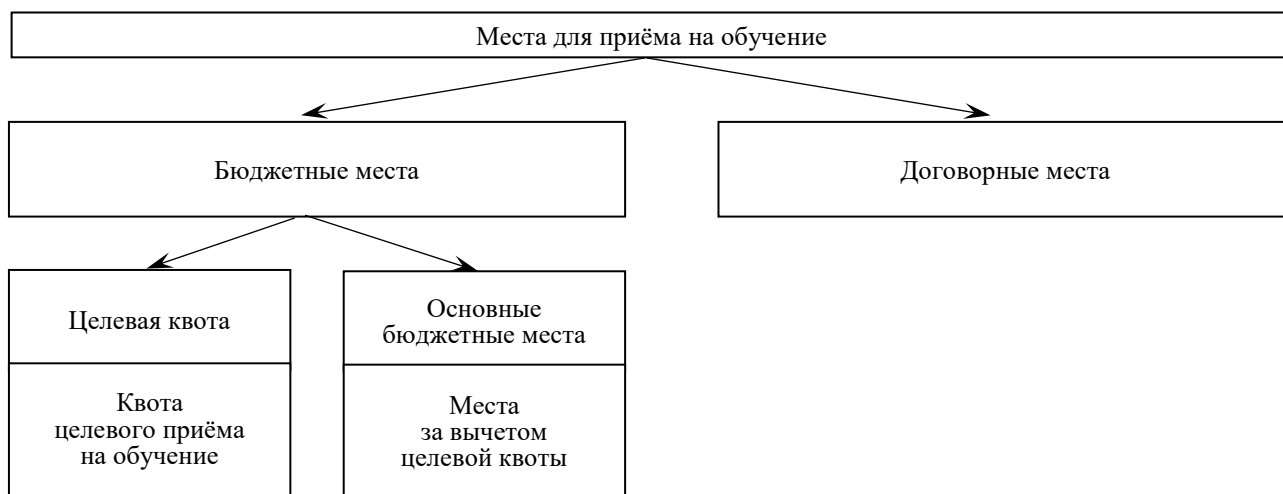 Места для приёма на обучение
Бюджетные места
Договорные места
Целевая квота
Основные
бюджетные места
Квота
целевого приёма
на обучение
Места
за вычетом
целевой квоты